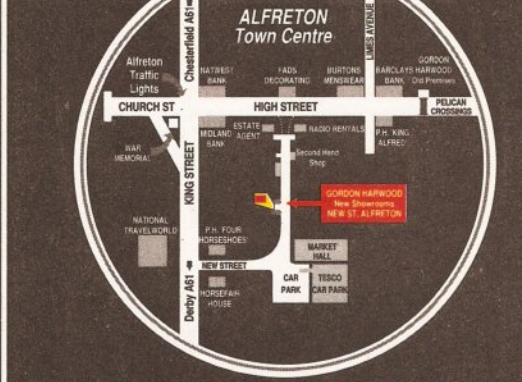 ALFRETON
Town Centre
Chesterfield A61
LIMES AVENUE
Alfreton
Traffic
Lights
NATWEST
BANK
FADS
DECORATING
BURTONS
MENSWEAR
BARCLAYS
BANK
GORDON
HARWOOD
Old Premises
CHURCH ST
HIGH STREET
PELICAN
CROSSINGS
WAR
MEMORIAL
KING STREET
MIDLAND
BANK
ESTATE
AGENT
RADIO RENTALS
P.H. KING
ALFRED
Second Hand
Shop
GORDON HARWOOD
New Showrooms
NEW ST. ALFRETON
NATIONAL
TRAVELWORLD
P.H. FOUR
HORSESHOES
MARKET
HALL
NEW STREET
CAR
PARK
TESCO
CAR PARK
Derby A61
HORSEFAIR
HOUSE